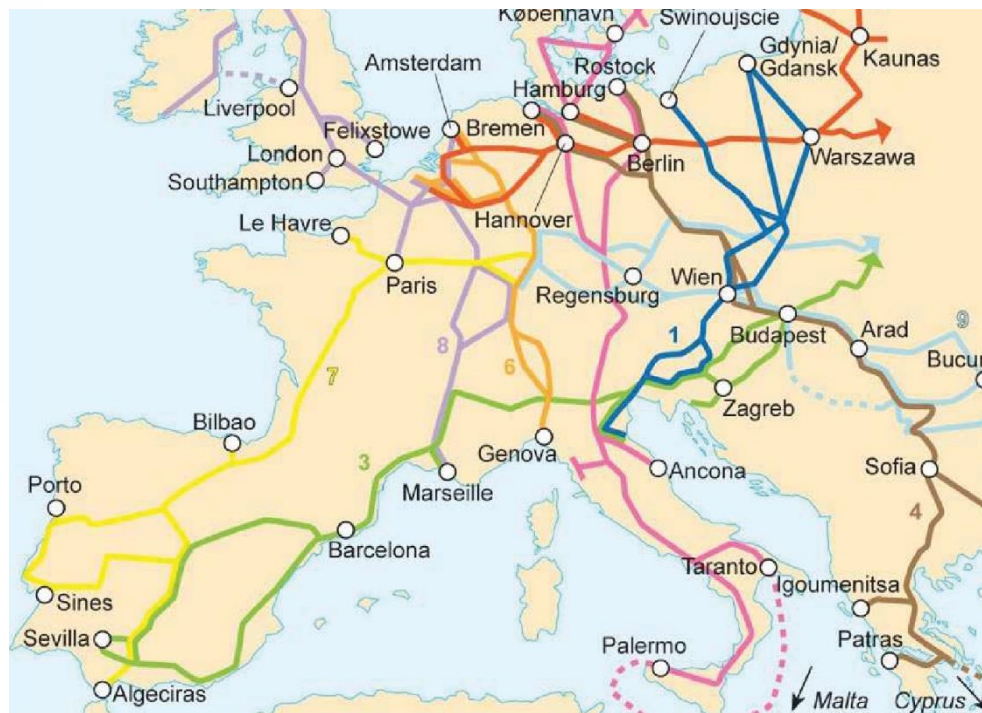 København
Swinoujscie
Gdynia/
Gdansk
Kaunas
Rostock
Amsterdam
Hamburg
Liverpool
Felixstowe
Bremen
Warszawa
London
Berlin
Southampton
Hannover
Le Havre
Paris
Regensburg
Wien
Budapest
Arad
9
Bucur
8
1
6
7
Zagreb
Bilbao
3
Genova
Ancona
Sofia
Marseille
4
Porto
Barcelona
Taranto
Igoumenitsa
Sines
Sevilla
Palermo
Patras
Algeciras
Malta
Cyprus